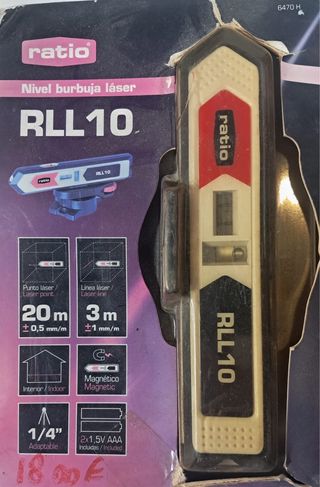 6470 H
ratio
Nivel burbuja láser
RLL10
ratio
RLL10
ratio
RLL10
Punto láser/
Laser point
Línea láser/
Laser line
20 m
± 0,5 mm/m
3 m
± 1 mm/m
Interior / Indoor
Magnético
Magnetic
1/4"
Adaptable
2x1,5V AAA
Incluidas / Included